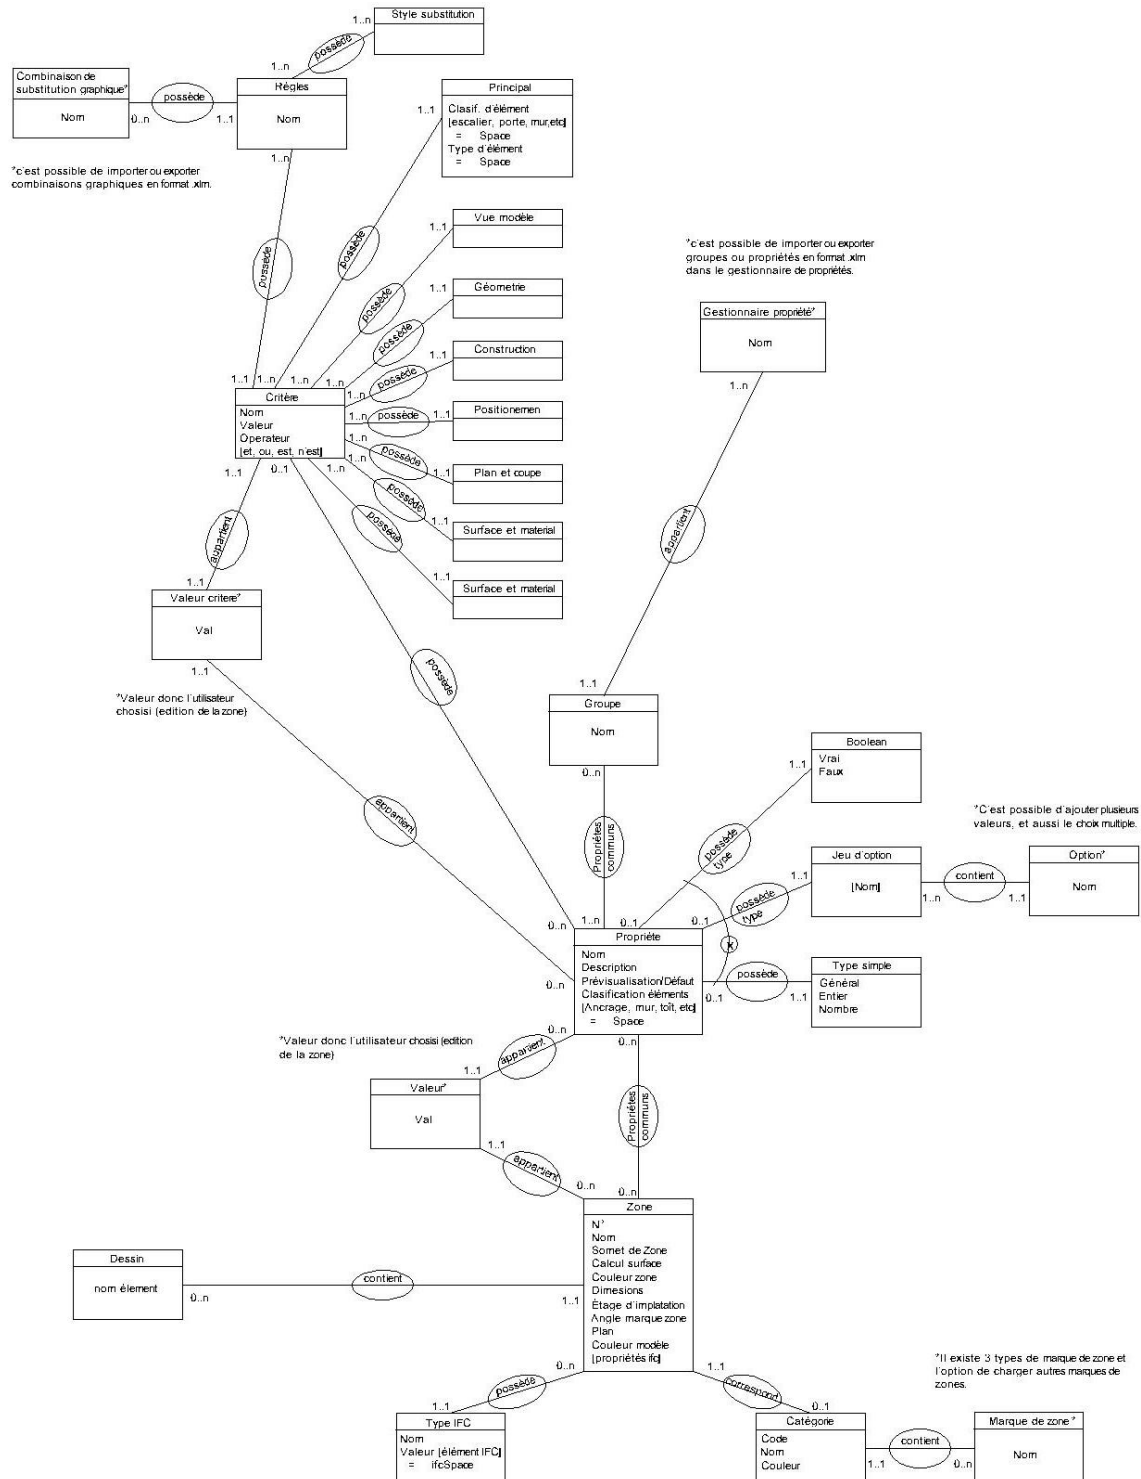 1..n
Style substitution
possède
1..n
Combinaison de
substitution graphique*
Nom
0..n
possède
1..1
Régles
Nom
1..n
*c'est possible de importer ou exporter
combinaisons graphiques en format .xlm.
Principal
1..1
Clasif. d'élément
[escalier, porte, mur,etc]
= Space
Type d'élément
= Space
possède
possède
Vue modèle
1..1
possède
Géometrie
1..1
possède
Construction
1..1
possède
Positionemen
1..1
possède
Plan et coupe
1..1
possède
Surface et material
1..1
possède
Surface et material
1..1
possède
1..1
1..n
1..n
1..n
1..n
1..n
1..n
1..n
1..n
Critère
Nom
Valeur
Operateur
[et, ou, est, n'est]
1..1
0..1
*c'est possible de importer ou exporter
groupes ou propriétés en format .xlm
dans le gestionnaire de propriétés.
Gestionnaire propriété*
Nom
1..n
appartient
1..1
Groupe
Nom
0..n
Propriétes
communs
1..n
appartient
1..1
Valeur critere*
Val
1..1
*Valeur donc l'utilisateur
chosisi (edition de la zone)
appartient
0..n
possède
0..n
Boolean
1..1
Vrai
Faux
possède
type
0..1
*C'est possible d'ajouter plusieurs
valeurs, et aussi le choix multiple.
Jeu d'option
1..1
[Nom]
1..n
contient
1..1
Option*
Nom
possède
type
0..1
x
Propriéte
Nom
Description
Prévisualisation/Défaut
Clasification éléments
[Ancrage, mur, toît, etc]
= Space
0..1
possède
1..1
Type simple
Général
Entier
Nombre
0..n
0..n
*Valeur donc l'utilisateur chosisi (edition
de la zone)
appartient
1..1
Valeur*
Val
1..1
appartient
0..n
Propriétes
communs
0..n
Zone
N°
Nom
Somet de Zone
Calcul surface
Couleur zone
Dimesions
Étage d'implatation
Angle marque zone
Plan
Couleur modèle
[propriétés ifc]
Dessin
nom élement
0..n
contient
1..1
0..n
possède
1..1
Type IFC
Nom
Valeur [élément IFC]
= ifcSpace
1..1
correspond
0..1
Catégorie
Code
Nom
Couleur
1..1
contient
0..n
*Il existe 3 types de marque de zone et
l'option de charger autres marques de
zones.
Marque de zone *
Nom